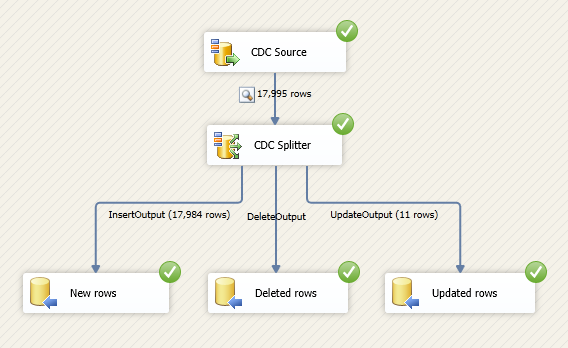 CDC Source
17,995 rows
CDC Splitter
InsertOutput (17,984 rows)
DeleteOutput
UpdateOutput (11 rows)
New rows
Deleted rows
Updated rows